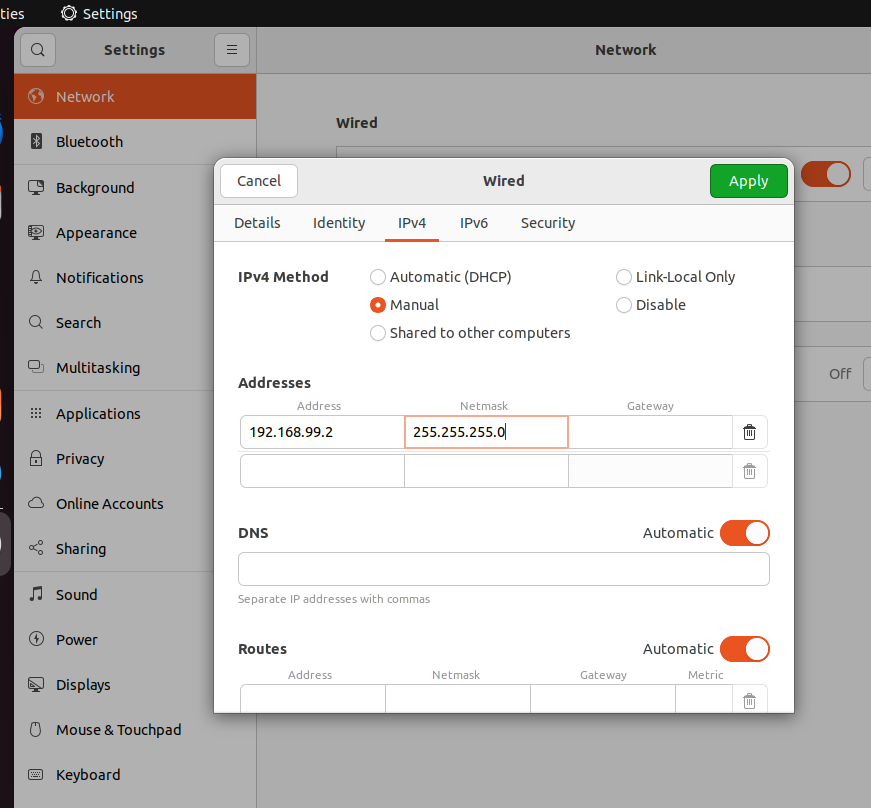 ties Settings
Settings
Network
Network
Bluetooth
Background
Appearance
Notifications
Search
Multitasking
Applications
Privacy
Online Accounts
Sharing
Sound
Power
Displays
Mouse & Touchpad
Keyboard
Wired
Off
Cancel Wired Apply
Details Identity IPv4 IPv6 Security
IPv4 Method Automatic (DHCP) Link-Local Only
Manual Disable
Shared to other computers
Addresses
Address Netmask Gateway
192.168.99.2 255.255.255.0
DNS Automatic
Separate IP addresses with commas
Routes Automatic
Address Netmask Gateway Metric